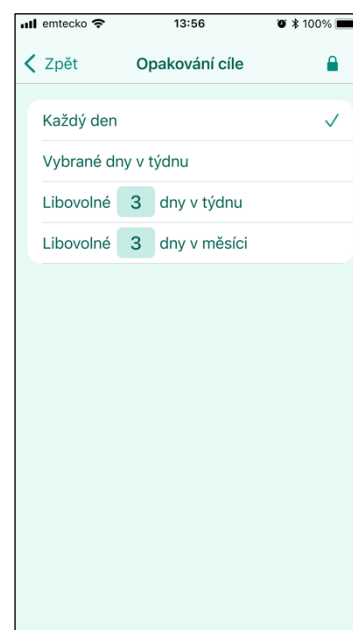 emtecko 13:56 100%
Zpět Opakování cíle
Každý den
Vybrané dny v týdnu
Libovolné 3 dny v týdnu
Libovolné 3 dny v měsíci